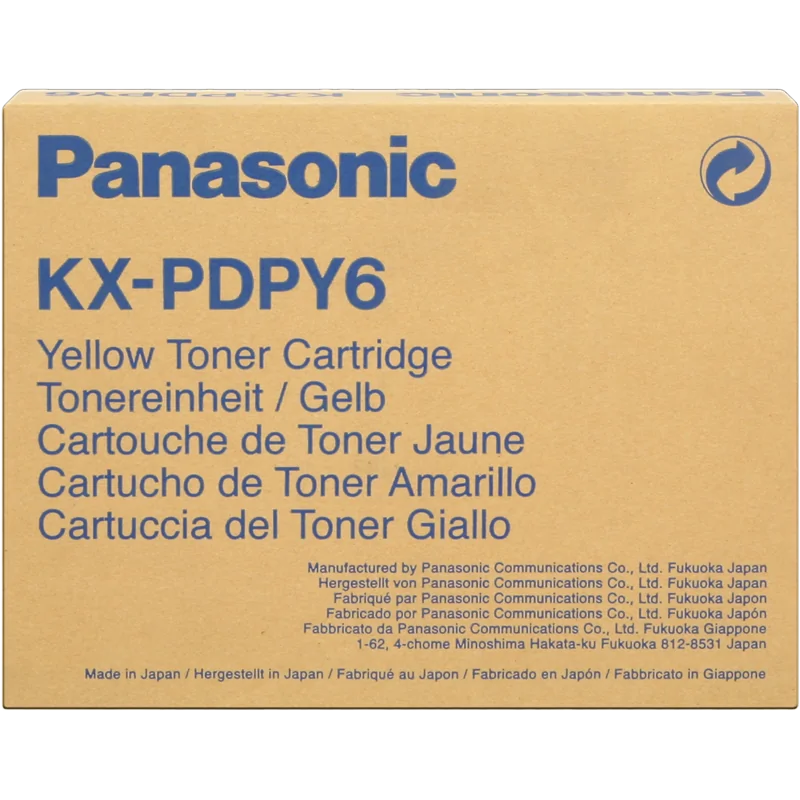 KX-PDPY6 Panasonic
Panasonic
KX-PDPY6
Yellow Toner Cartridge
Tonereinheit / Gelb
Cartouche de Toner Jaune
Cartucho de Toner Amarillo
Cartuccia del Toner Giallo
Manufactured by Panasonic Communications Co., Ltd. Fukuoka Japan
Hergestellt von Panasonic Communications Co., Ltd. Fukuoka Japan
Fabriqué par Panasonic Communications Co., Ltd. Fukuoka Japan
Fabricado por Panasonic Communications Co., Ltd. Fukuoka Japón
Fabbricato da Panasonic Communications Co., Ltd. Fukuoka Giappone
1-62, 4-chome Minoshima Hakata-ku Fukuoka 812-8531 Japan
Made in Japan / Hergestellt in Japan / Fabriqué au Japon / Fabricado en Japón / Fabbricato in Giappone